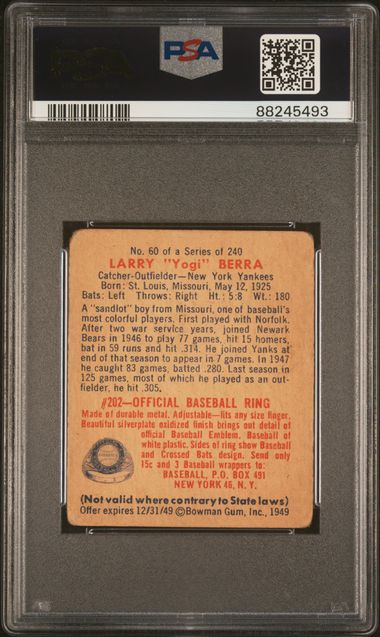 PSA
PSA
88245493
No. 60 of a Series of 240
LARRY "Yogi" BERRA
Catcher-Outfielder—New York Yankees
Born: St. Louis, Missouri, May 12, 1925
Bats: Left Throws: Right Ht.: 5:8 Wt.: 180
A "sandlot" boy from Missouri, one of baseball's
most colorful players. First played with Norfolk.
After two war service years, joined Newark
Bears in 1946 to play 77 games, hit 15 homers,
bat in 59 runs and hit .314. He joined Yanks at
end of that season to appear in 7 games. In 1947
he caught 83 games, batted .280. Last season in
125 games, most of which he played as an out-
fielder, he hit .305.
#202—OFFICIAL BASEBALL RING
Made of durable metal. Adjustable—fits any size finger.
Beautiful silverplate oxidized finish brings out detail of
official Baseball Emblem. Baseball of
white plastic. Sides of ring show Baseball
and Crossed Bats design. Send only
15c and 3 Baseball wrappers to:
BASEBALL, P.O. BOX 491
NEW YORK 46, N. Y.
(Not valid where contrary to State laws)
Offer expires 12/31/49 ©Bowman Gum, Inc., 1949